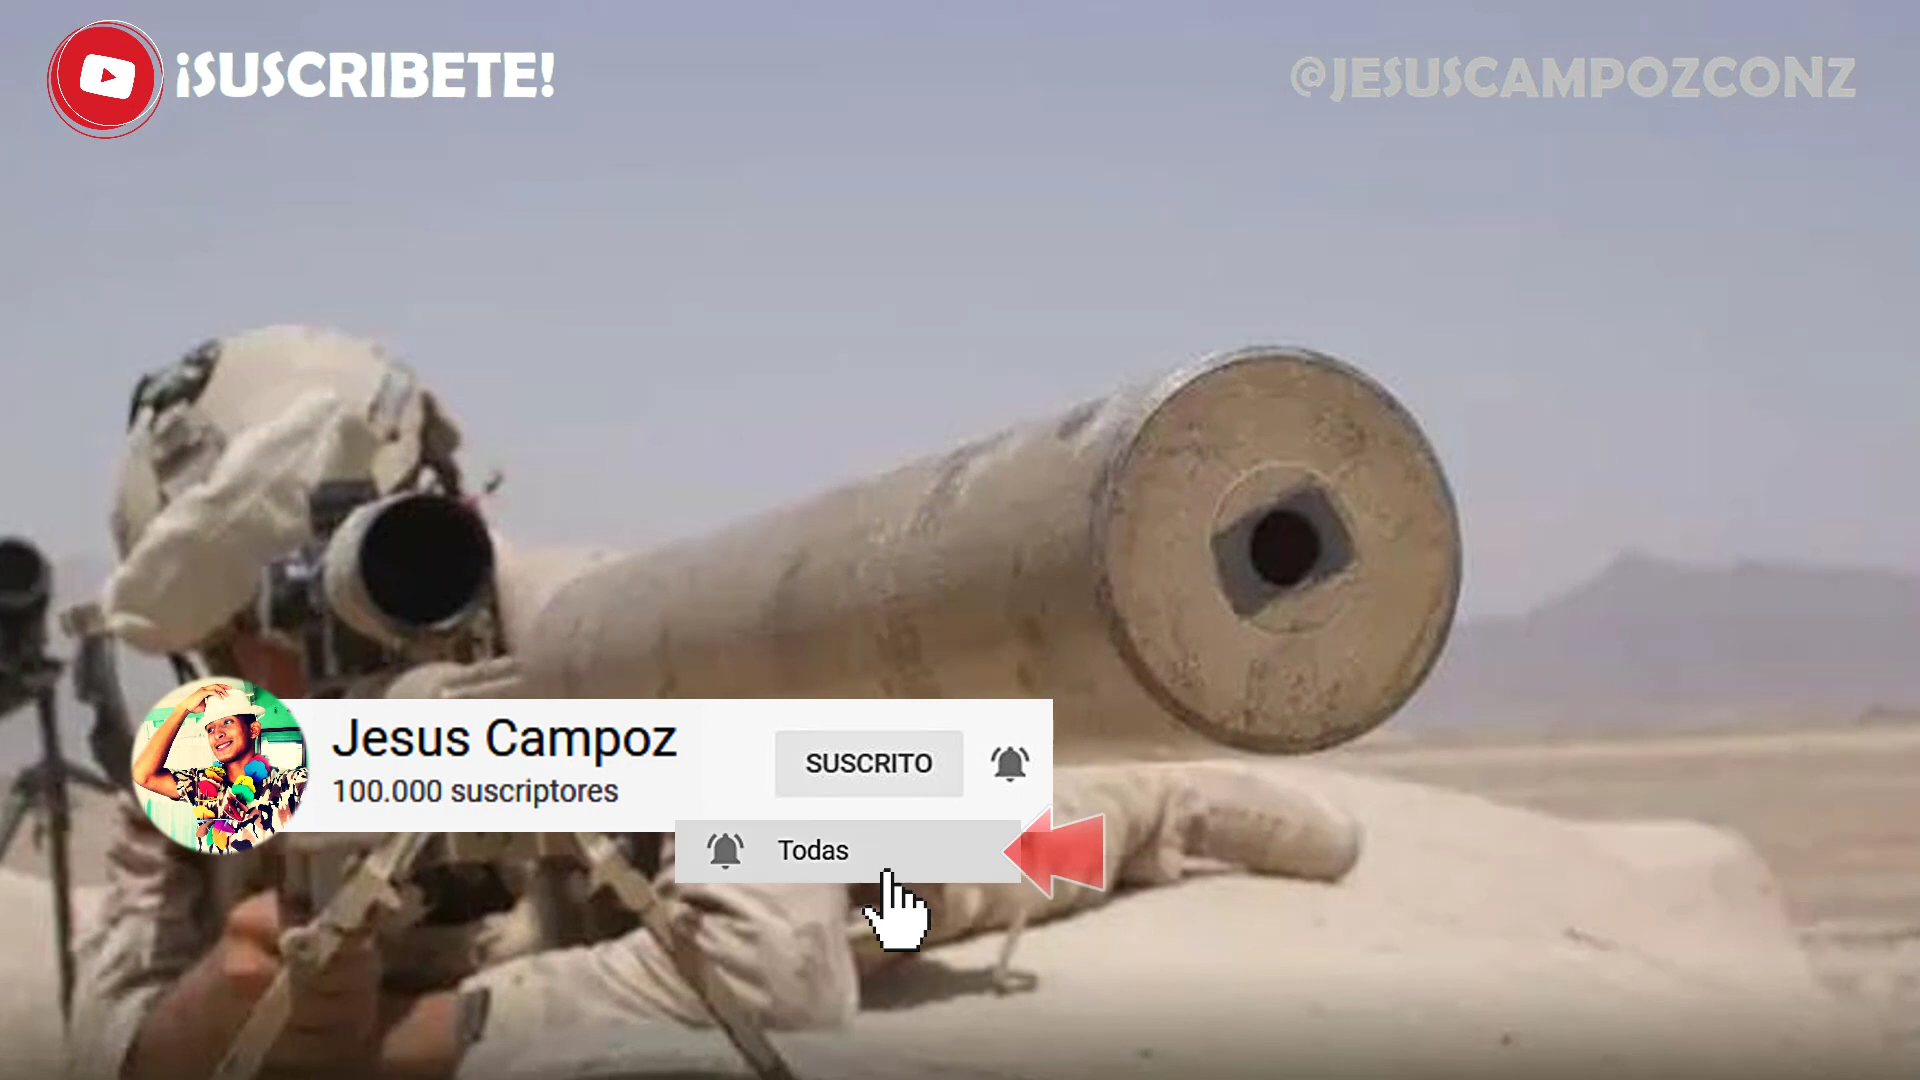 ¡SUSCRIBETE!
@JESUSCAMPOZCONZ
Jesus Campoz
100.000 suscriptores
SUSCRITO
Todas